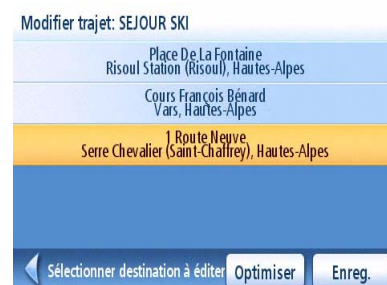 Modifier trajet: SEJOUR SKI
Place De La Fontaine
Risoul Station (Risoul), Hautes-Alpes
Cours François Bénard
Vars, Hautes-Alpes
1 Route Neuve
Serre Chevalier (Saint-Chaffrey), Hautes-Alpes
Sélectionner destination à éditer
Optimiser
Enreg.